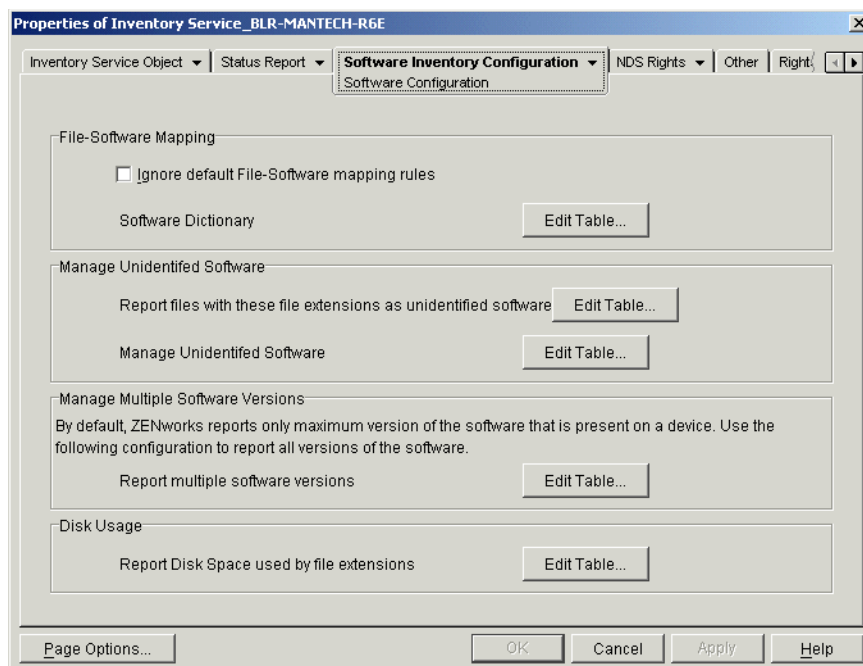 Properties of Inventory Service_BLR-MANTECH-R6E
Inventory Service Object
Status Report
Software Inventory Configuration
NDS Rights
Other
Right
Software Configuration
File-Software Mapping
Ignore default File-Software mapping rules
Software Dictionary
Edit Table...
Manage Unidentifed Software
Report files with these file extensions as unidentified software
Edit Table...
Manage Unidentifed Software
Edit Table...
Manage Multiple Software Versions
By default, ZENworks reports only maximum version of the software that is present on a device. Use the
following configuration to report all versions of the software.
Report multiple software versions
Edit Table...
Disk Usage
Report Disk Space used by file extensions
Edit Table...
Page Options...
OK
Cancel
Apply
Help